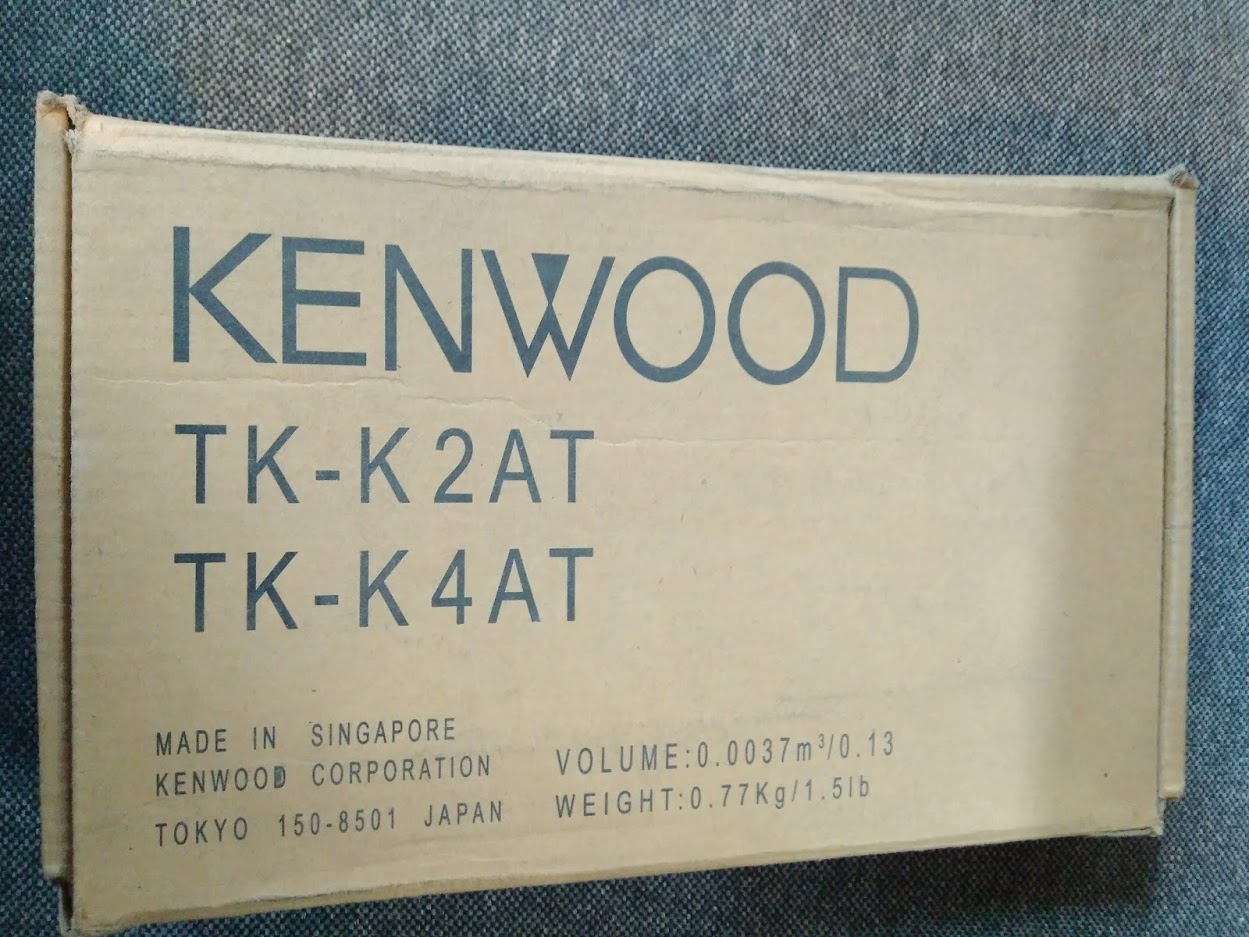 KENWOOD
TK-K2AT
TK-K4AT
MADE IN SINGAPORE
KENWOOD CORPORATION
TOKYO 150-8501 JAPAN
VOLUME:0.0037m³/0.13
WEIGHT:0.77Kg/1.5lb